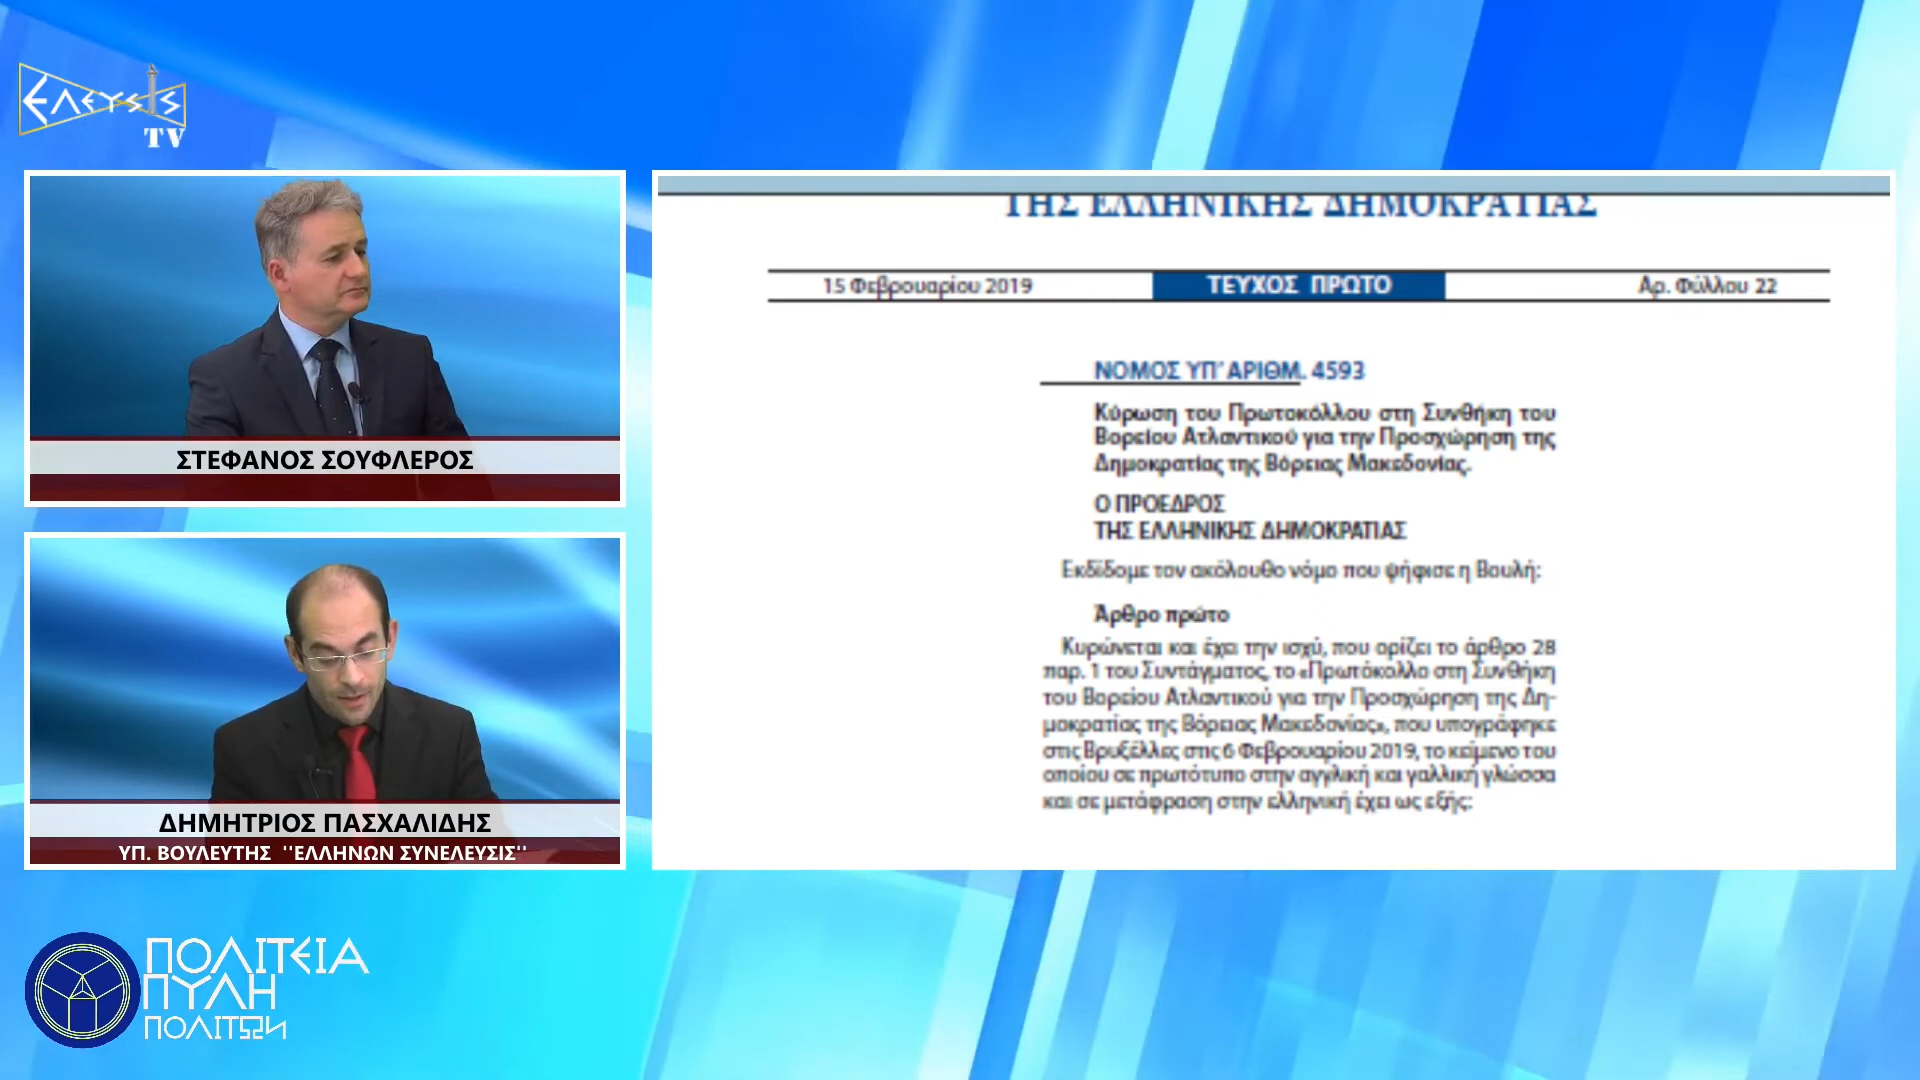 ΕΛΕΥSIS
TV
ΣΤΕΦΑΝΟΣ ΣΟΥΦΛΕΡΟΣ
ΔΗΜΗΤΡΙΟΣ ΠΑΣΧΑΛΙΔΗΣ
ΥΠ. ΒΟΥΛΕΥΤΗΣ ''ΕΛΛΗΝΩΝ ΣΥΝΕΛΕΥΣΙΣ''
ΠΟΛΙΤΕΙΑ
ΠΥΛΗ
ΠΟΛΙΤΩΝ
ΤΗΣ ΕΛΛΗΝΙΚΗΣ ΔΗΜΟΚΡΑΤΙΑΣ
15 Φεβρουαρίου 2019 ΤΕΥΧΟΣ ΠΡΩΤΟ Αρ. Φύλλου 22
ΝΟΜΟΣ ΥΠ' ΑΡΙΘΜ. 4593
Κύρωση του Πρωτοκόλλου στη Συνθήκη του
Βορείου Ατλαντικού για την Προσχώρηση της
Δημοκρατίας της Βόρειας Μακεδονίας.
Ο ΠΡΟΕΔΡΟΣ
ΤΗΣ ΕΛΛΗΝΙΚΗΣ ΔΗΜΟΚΡΑΤΙΑΣ
Εκδίδομε τον ακόλουθο νόμο που ψήφισε η Βουλή:
Άρθρο πρώτο
Κυρώνεται και έχει την ισχύ, που ορίζει το άρθρο 28
παρ. 1 του Συντάγματος, το «Πρωτόκολλο στη Συνθήκη
του Βορείου Ατλαντικού για την Προσχώρηση της Δη-
μοκρατίας της Βόρειας Μακεδονίας», που υπογράφηκε
στις Βρυξέλλες στις 6 Φεβρουαρίου 2019, το κείμενο του
οποίου σε πρωτότυπο στην αγγλική και γαλλική γλώσσα
και σε μετάφραση στην ελληνική έχει ως εξής: